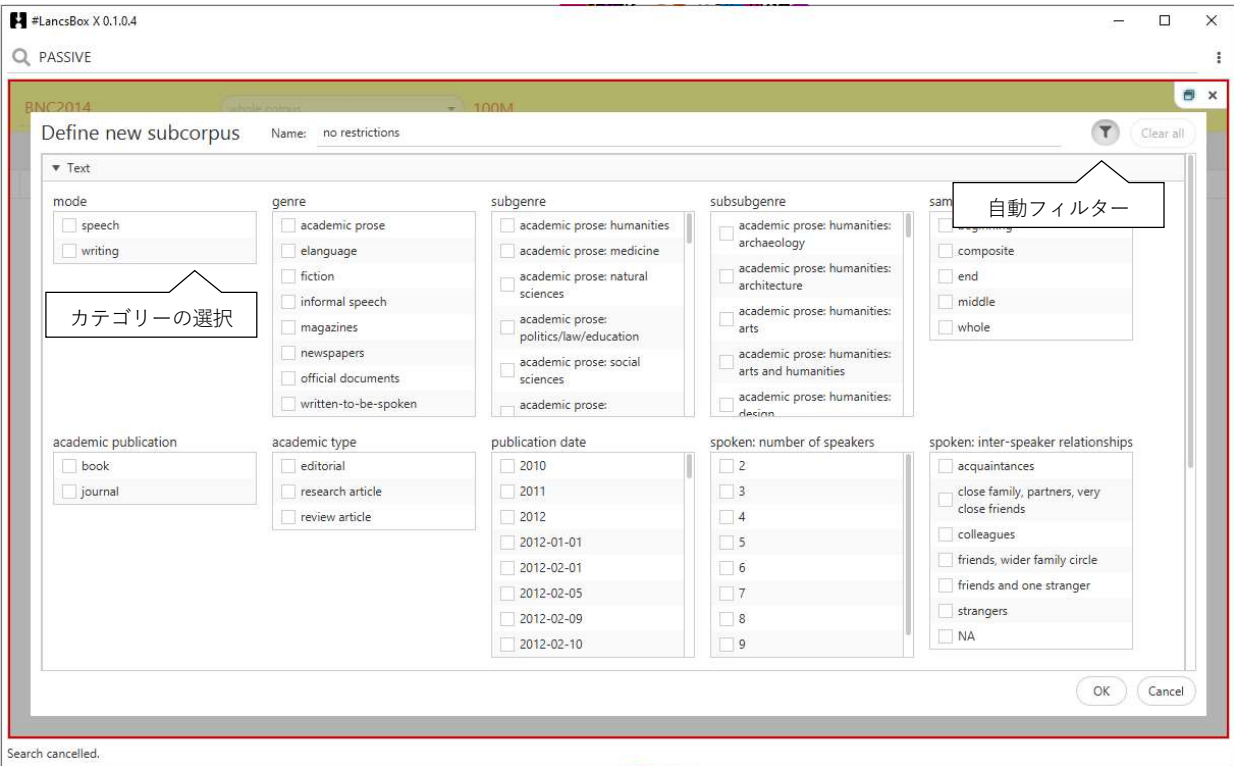 #LancsBox X 0.1.0.4
PASSIVE
BNC2014
whole corpus
100M
Define new subcorpus
Name: no restrictions
Clear all
Text
自動フィルター
mode
speech
writing
カテゴリーの選択
genre
academic prose
elanguage
fiction
informal speech
magazines
newspapers
official documents
written-to-be-spoken
subgenre
academic prose: humanities
academic prose: medicine
academic prose: natural
sciences
academic prose:
politics/law/education
academic prose: social
sciences
academic prose:
subsubgenre
academic prose: humanities:
archaeology
academic prose: humanities:
architecture
academic prose: humanities:
arts
academic prose: humanities:
arts and humanities
academic prose: humanities:
design
sam
beginning
composite
end
middle
whole
academic publication
book
journal
academic type
editorial
research article
review article
publication date
2010
2011
2012
2012-01-01
2012-02-01
2012-02-05
2012-02-09
2012-02-10
spoken: number of speakers
2
3
4
5
6
7
8
9
spoken: inter-speaker relationships
acquaintances
close family, partners, very
close friends
colleagues
friends, wider family circle
friends and one stranger
strangers
NA
OK
Cancel
Search cancelled.